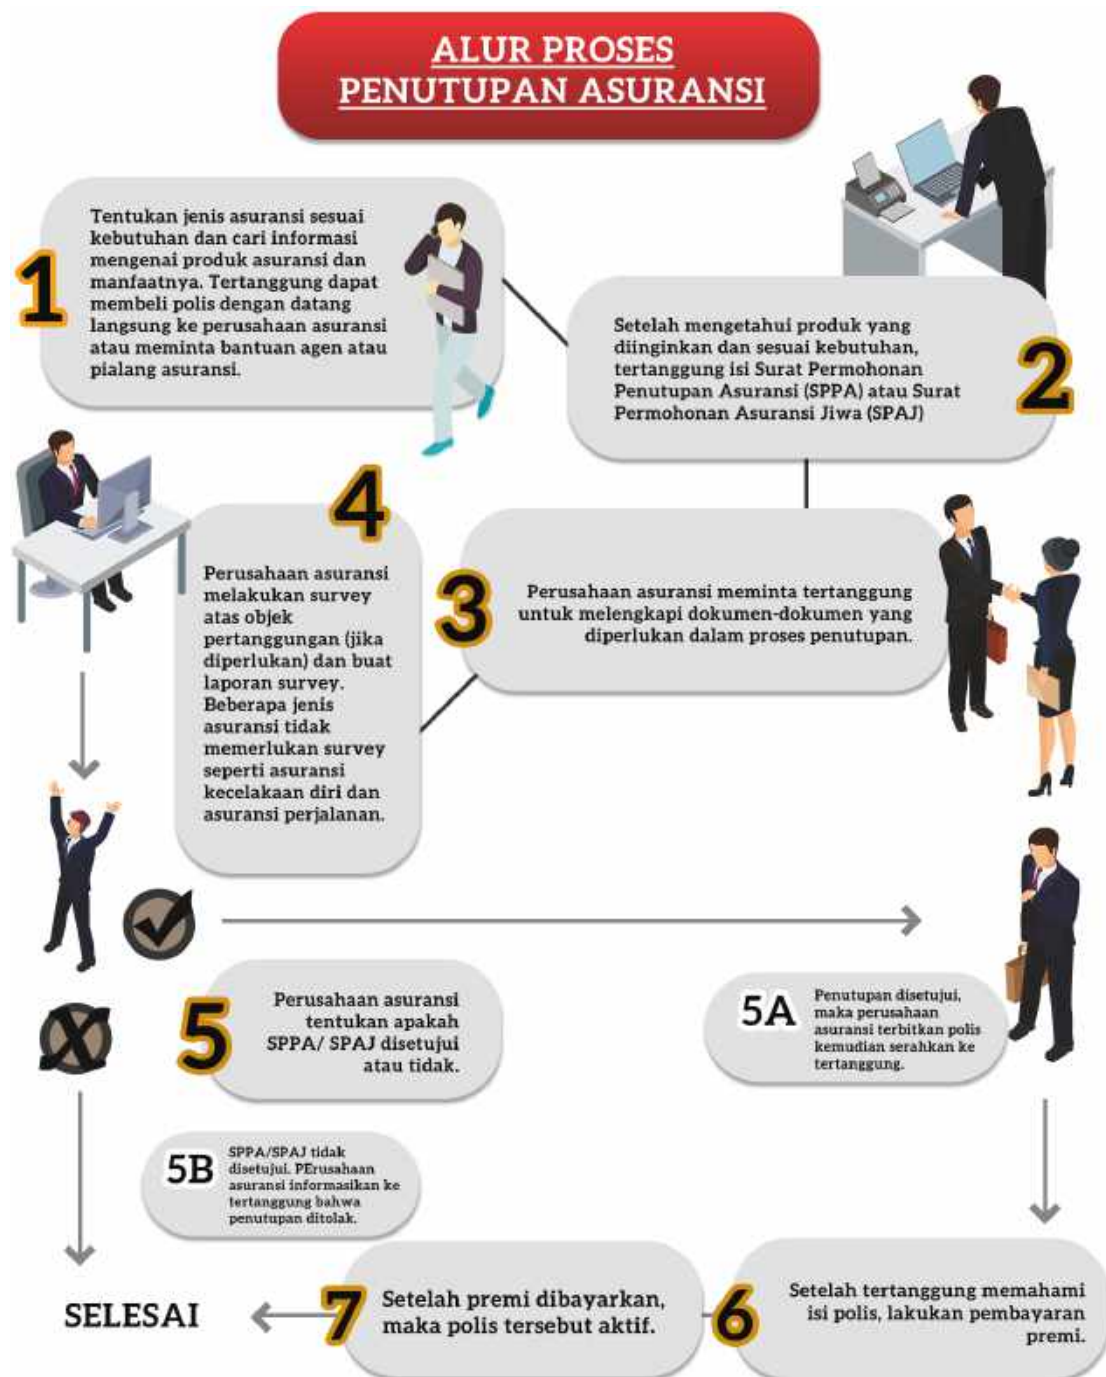 ALUR PROSES
PENUTUPAN ASURANSI
1
Tentukan jenis asuransi sesuai
kebutuhan dan cari informasi
mengenai produk asuransi dan
manfaatnya. Tertanggung dapat
membeli polis dengan datang
langsung ke perusahaan asuransi
atau meminta bantuan agen atau
pialang asuransi.
2
Setelah mengetahui produk yang
diinginkan dan sesuai kebutuhan,
tertanggung isi Surat Permohonan
Penutupan Asuransi (SPPA) atau Surat
Permohonan Asuransi Jiwa (SPAJ)
3
Perusahaan asuransi meminta tertanggung
untuk melengkapi dokumen-dokumen yang
diperlukan dalam proses penutupan.
4
Perusahaan asuransi
melakukan survey
atas objek
pertanggungan (jika
diperlukan) dan buat
laporan survey.
Beberapa jenis
asuransi tidak
memerlukan survey
seperti asuransi
kecelakaan diri dan
asuransi perjalanan.
5
Perusahaan asuransi
tentukan apakah
SPPA/ SPAJ disetujui
atau tidak.
5A
Penutupan disetujui,
maka perusahaan
asuransi terbitkan polis
kemudian serahkan ke
tertanggung.
5B
SPPA/SPAJ tidak
disetujui. PErusahaan
asuransi informasikan ke
tertanggung bahwa
penutupan ditolak.
6
Setelah tertanggung memahami
isi polis, lakukan pembayaran
premi.
7
Setelah premi dibayarkan,
maka polis tersebut aktif.
SELESAI